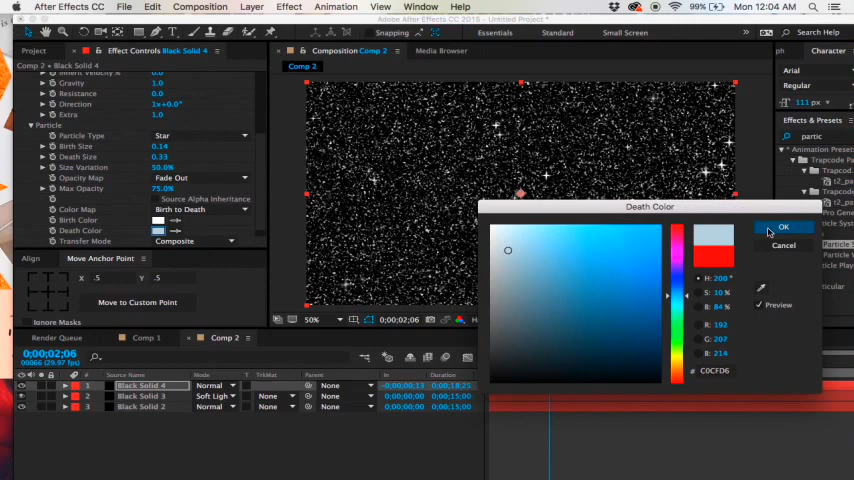 After Effects CC File Edit Composition Layer Effect Animation View Window Help 99% Mon 12:04 AM
Adobe After Effects CC 2015 - Untitled Project *
Snapping Essentials Standard Small Screen Search Help
Project Effect Controls Black Solid 4 Composition Comp 2 Media Browser Character
Comp 2 • Black Solid 4
Comp 2
Arial
Inherit Velocity % 0.0
Gravity 1.0
Regular
Resistance 0.0
Direction 1x+0.0°
111 px
Extra 1.0
Particle
Effects & Presets
Particle Type Star
partic
Birth Size 0.14
* Animation Presets
Death Size 0.33
Trapcode Par
Size Variation 50.0%
Trapcod
Opacity Map Fade Out
t2_pa
Max Opacity 75.0%
Source Alpha Inheritance
Color Map Birth to Death
Birth Color
Death Color
Transfer Mode Composite
Death Color
OK
Cancel
H: 200 °
S: 10 %
B: 84 %
Preview
R: 192
G: 207
B: 214
# C0CFD6
Align Move Anchor Point
X .5 Y .5
Move to Custom Point
Ignore Masks
50% 0;00;02;06
Render Queue Comp 1 Comp 2
0;00;02;06
00066 (29.97 fps)
# Source Name Mode T TrkMat Parent In Duration
1 Black Solid 4 Normal None -0;00;00;13 0;00;18;25
2 Black Solid 3 Soft Ligh None None 0;00;00;00 0;00;15;00
3 Black Solid 2 Normal None None 0;00;00;00 0;00;15;00